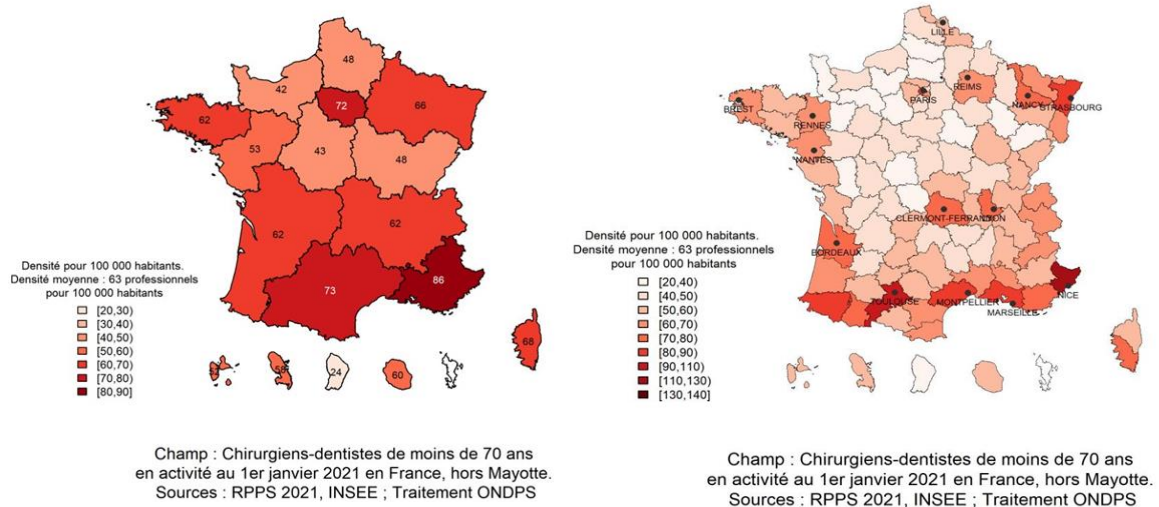 48
42
72
66
62
53
43
48
62
62
73
86
68
58
24
60
Densité pour 100 000 habitants.
Densité moyenne : 63 professionnels
pour 100 000 habitants
[20,30)
[30,40)
[40,50)
[50,60)
[60,70)
[70,80)
[80,90]
Champ : Chirurgiens-dentistes de moins de 70 ans
en activité au 1er janvier 2021 en France, hors Mayotte.
Sources : RPPS 2021, INSEE ; Traitement ONDPS
LILLE
REIMS
PARIS
NANCY
STRASBOURG
BREST
RENNES
NANTES
CLERMONT-FERRAND
LYON
BORDEAUX
TOULOUSE
MONTPELLIER
MARSEILLE
NICE
Densité pour 100 000 habitants.
Densité moyenne : 63 professionnels
pour 100 000 habitants
[20,40)
[40,50)
[50,60)
[60,70)
[70,80)
[80,90)
[90,110)
[110,130)
[130,140]
Champ : Chirurgiens-dentistes de moins de 70 ans
en activité au 1er janvier 2021 en France, hors Mayotte.
Sources : RPPS 2021, INSEE ; Traitement ONDPS